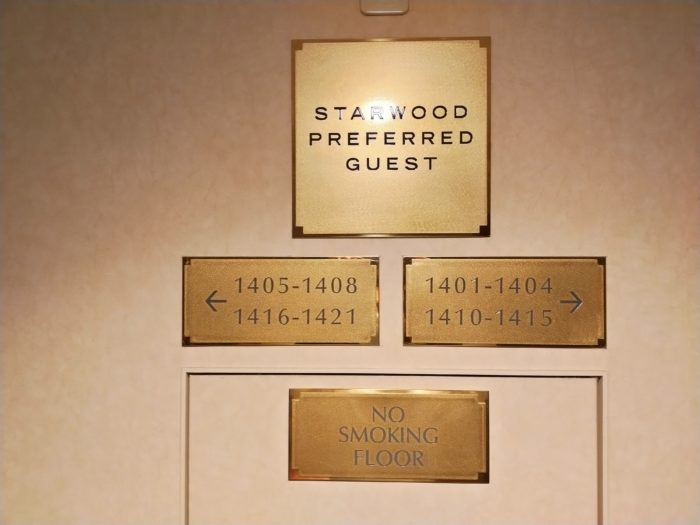 STARWOOD
PREFERRED
GUEST
← 1405-1408
1416-1421
1401-1404 →
1410-1415
NO
SMOKING
FLOOR